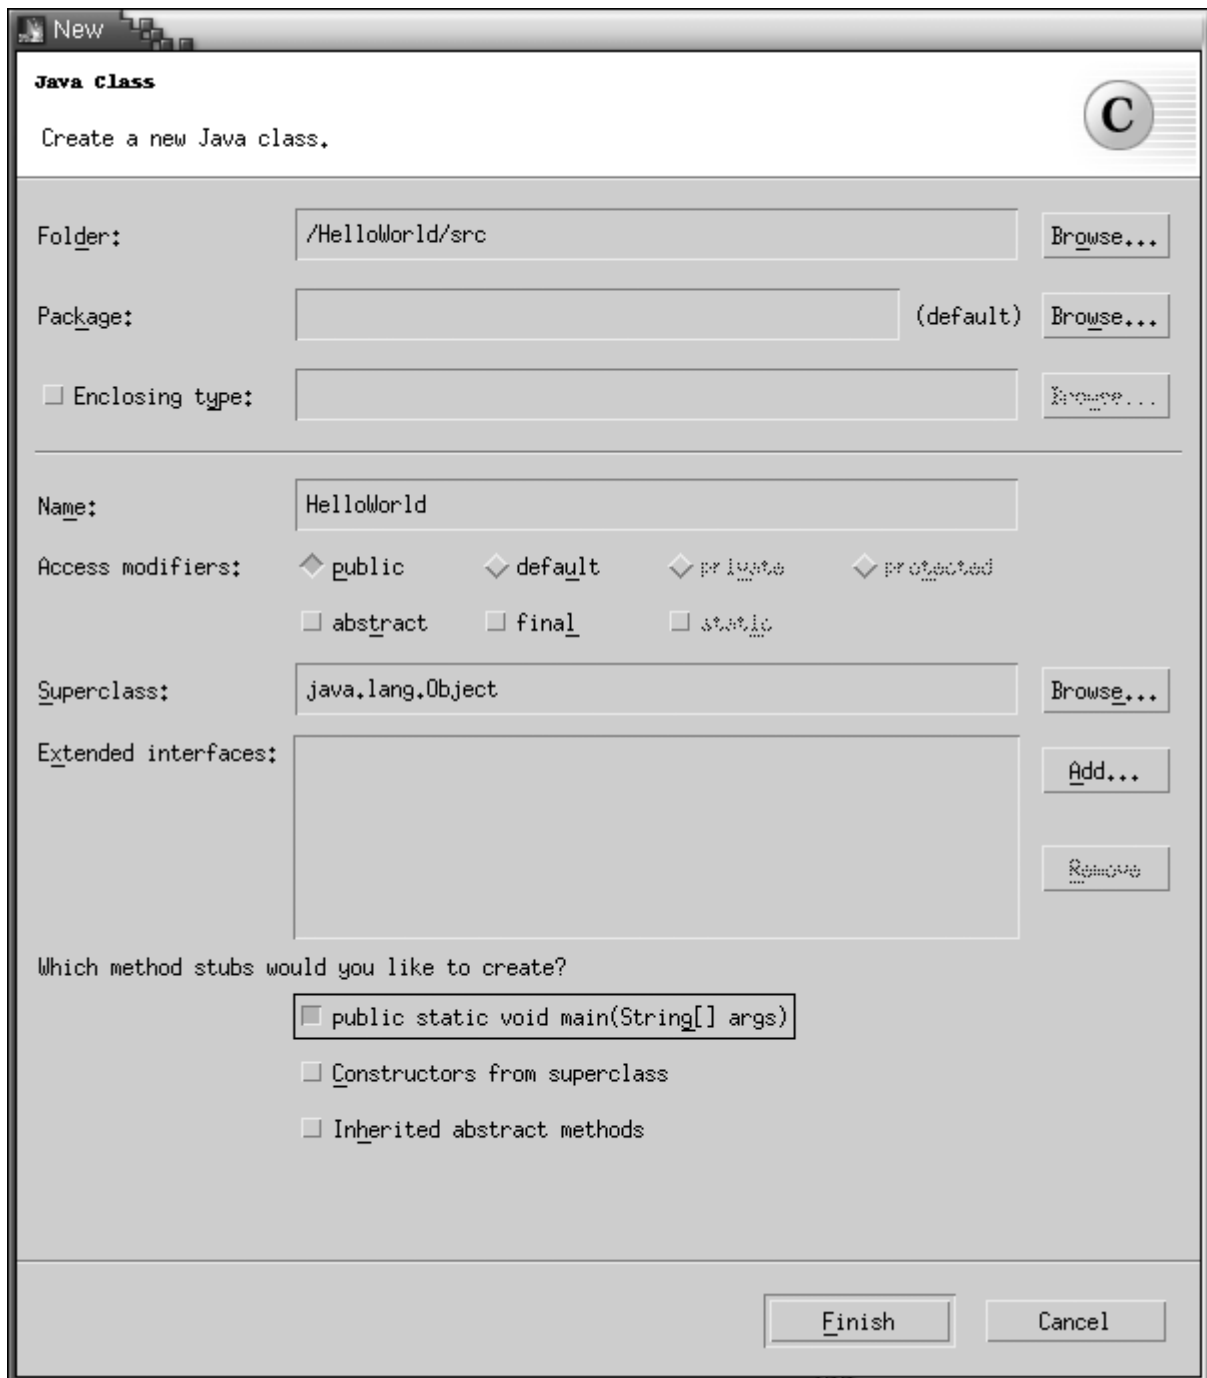 New
Java Class
C
Create a new Java class.
Folder: /HelloWorld/src Browse...
Package: (default) Browse...
Enclosing type: Browse...
Name: HelloWorld
Access modifiers: public default private protected
abstract final static
Superclass: java.lang.Object Browse...
Extended interfaces: Add...
Remove
Which method stubs would you like to create?
public static void main(String[] args)
Constructors from superclass
Inherited abstract methods
Finish Cancel